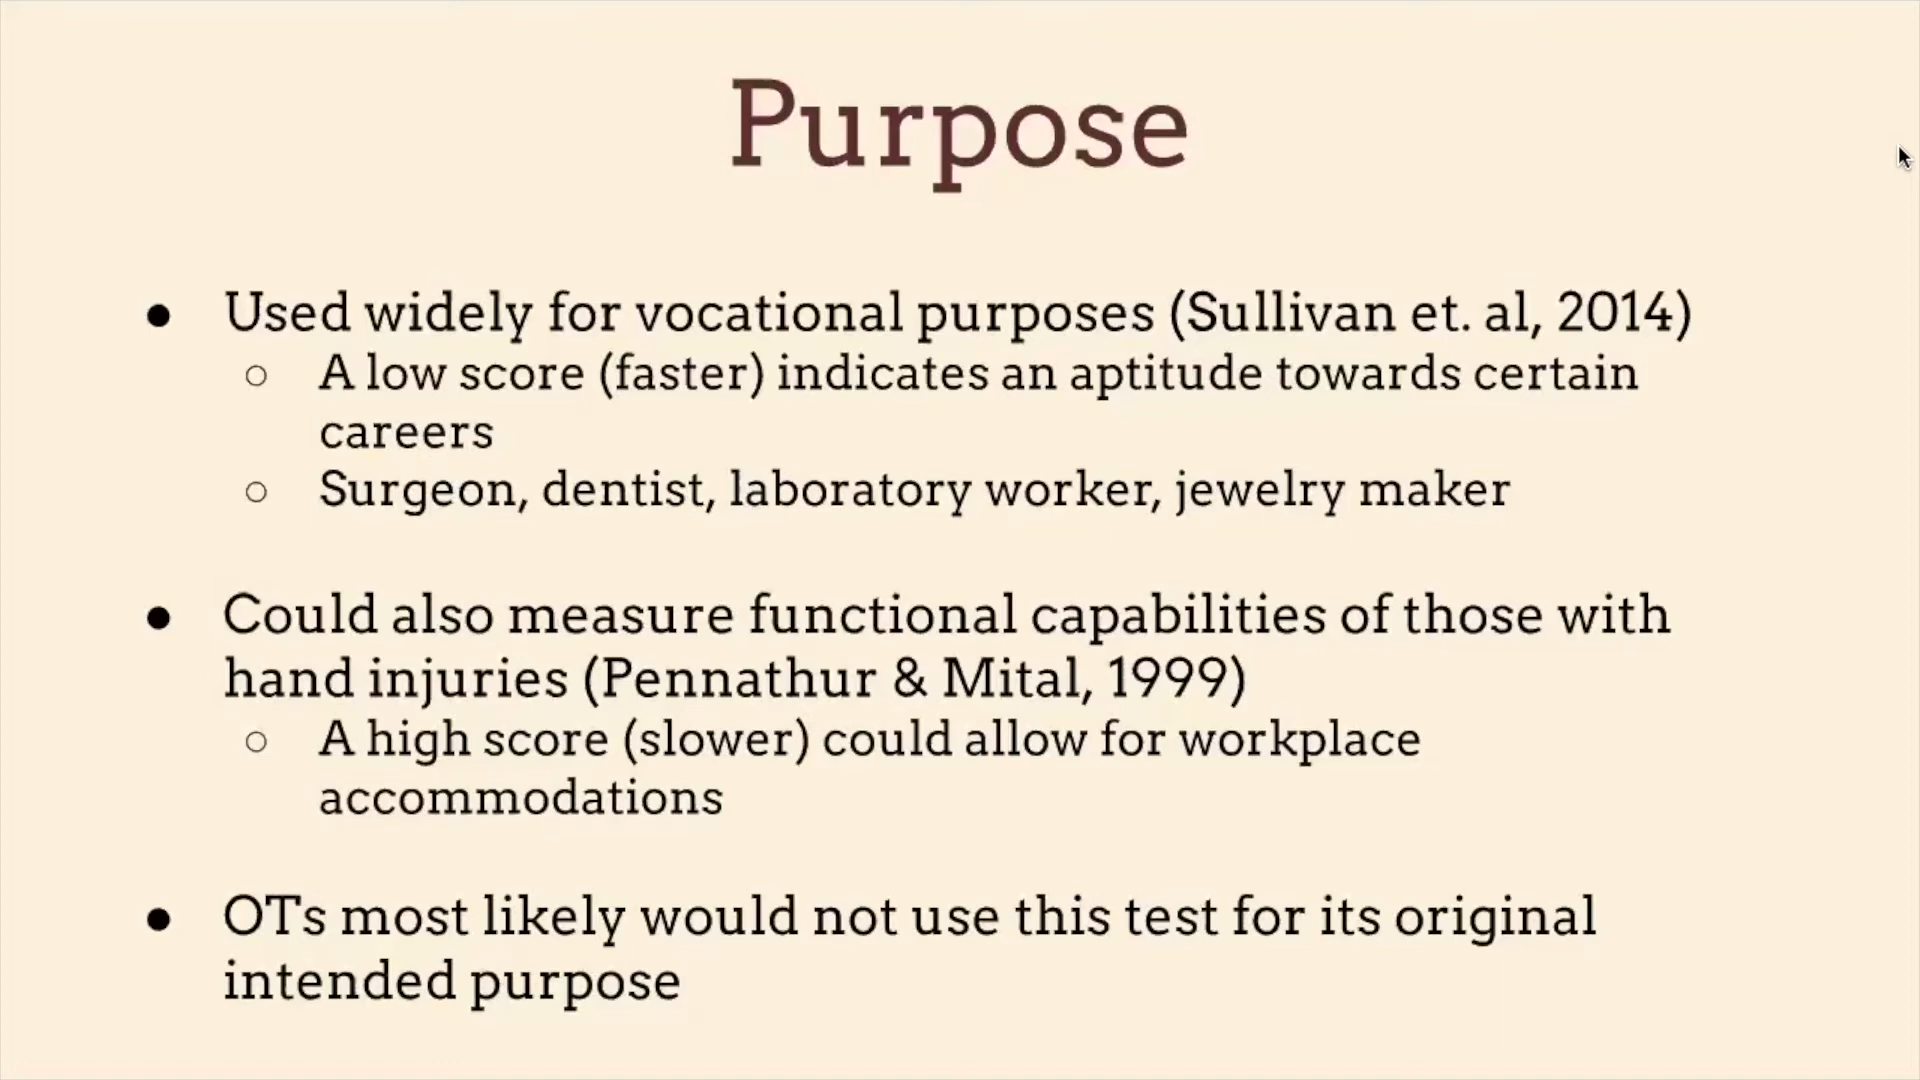 Purpose
● Used widely for vocational purposes (Sullivan et. al, 2014)
○ A low score (faster) indicates an aptitude towards certain
careers
○ Surgeon, dentist, laboratory worker, jewelry maker
● Could also measure functional capabilities of those with
hand injuries (Pennathur & Mital, 1999)
○ A high score (slower) could allow for workplace
accommodations
● OTs most likely would not use this test for its original
intended purpose